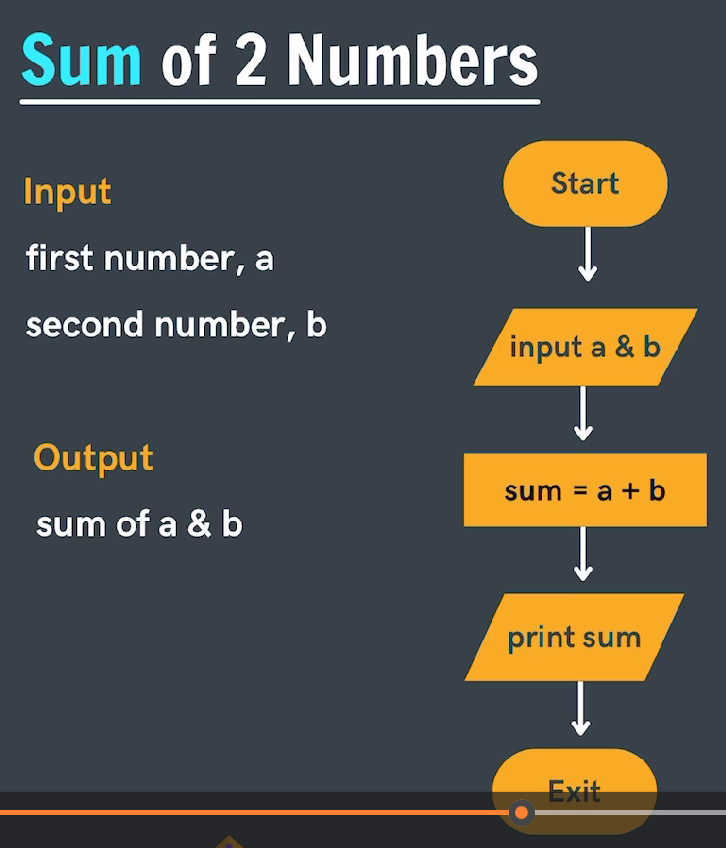 Sum of 2 Numbers
Input
first number, a
second number, b
Output
sum of a & b
Start
input a & b
sum = a + b
print sum
Exit